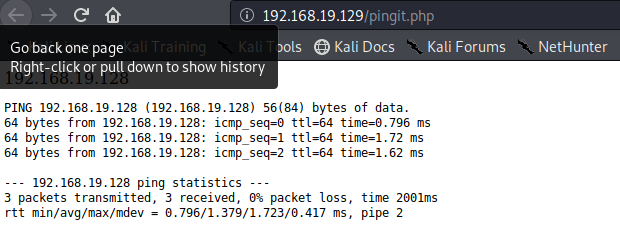 192.168.19.129/pingit.php
Go back one page
Right-click or pull down to show history
Kali Training Kali Tools Kali Docs Kali Forums NetHunter
192.168.19.128
PING 192.168.19.128 (192.168.19.128) 56(84) bytes of data.
64 bytes from 192.168.19.128: icmp_seq=0 ttl=64 time=0.796 ms
64 bytes from 192.168.19.128: icmp_seq=1 ttl=64 time=1.72 ms
64 bytes from 192.168.19.128: icmp_seq=2 ttl=64 time=1.62 ms
--- 192.168.19.128 ping statistics ---
3 packets transmitted, 3 received, 0% packet loss, time 2001ms
rtt min/avg/max/mdev = 0.796/1.379/1.723/0.417 ms, pipe 2